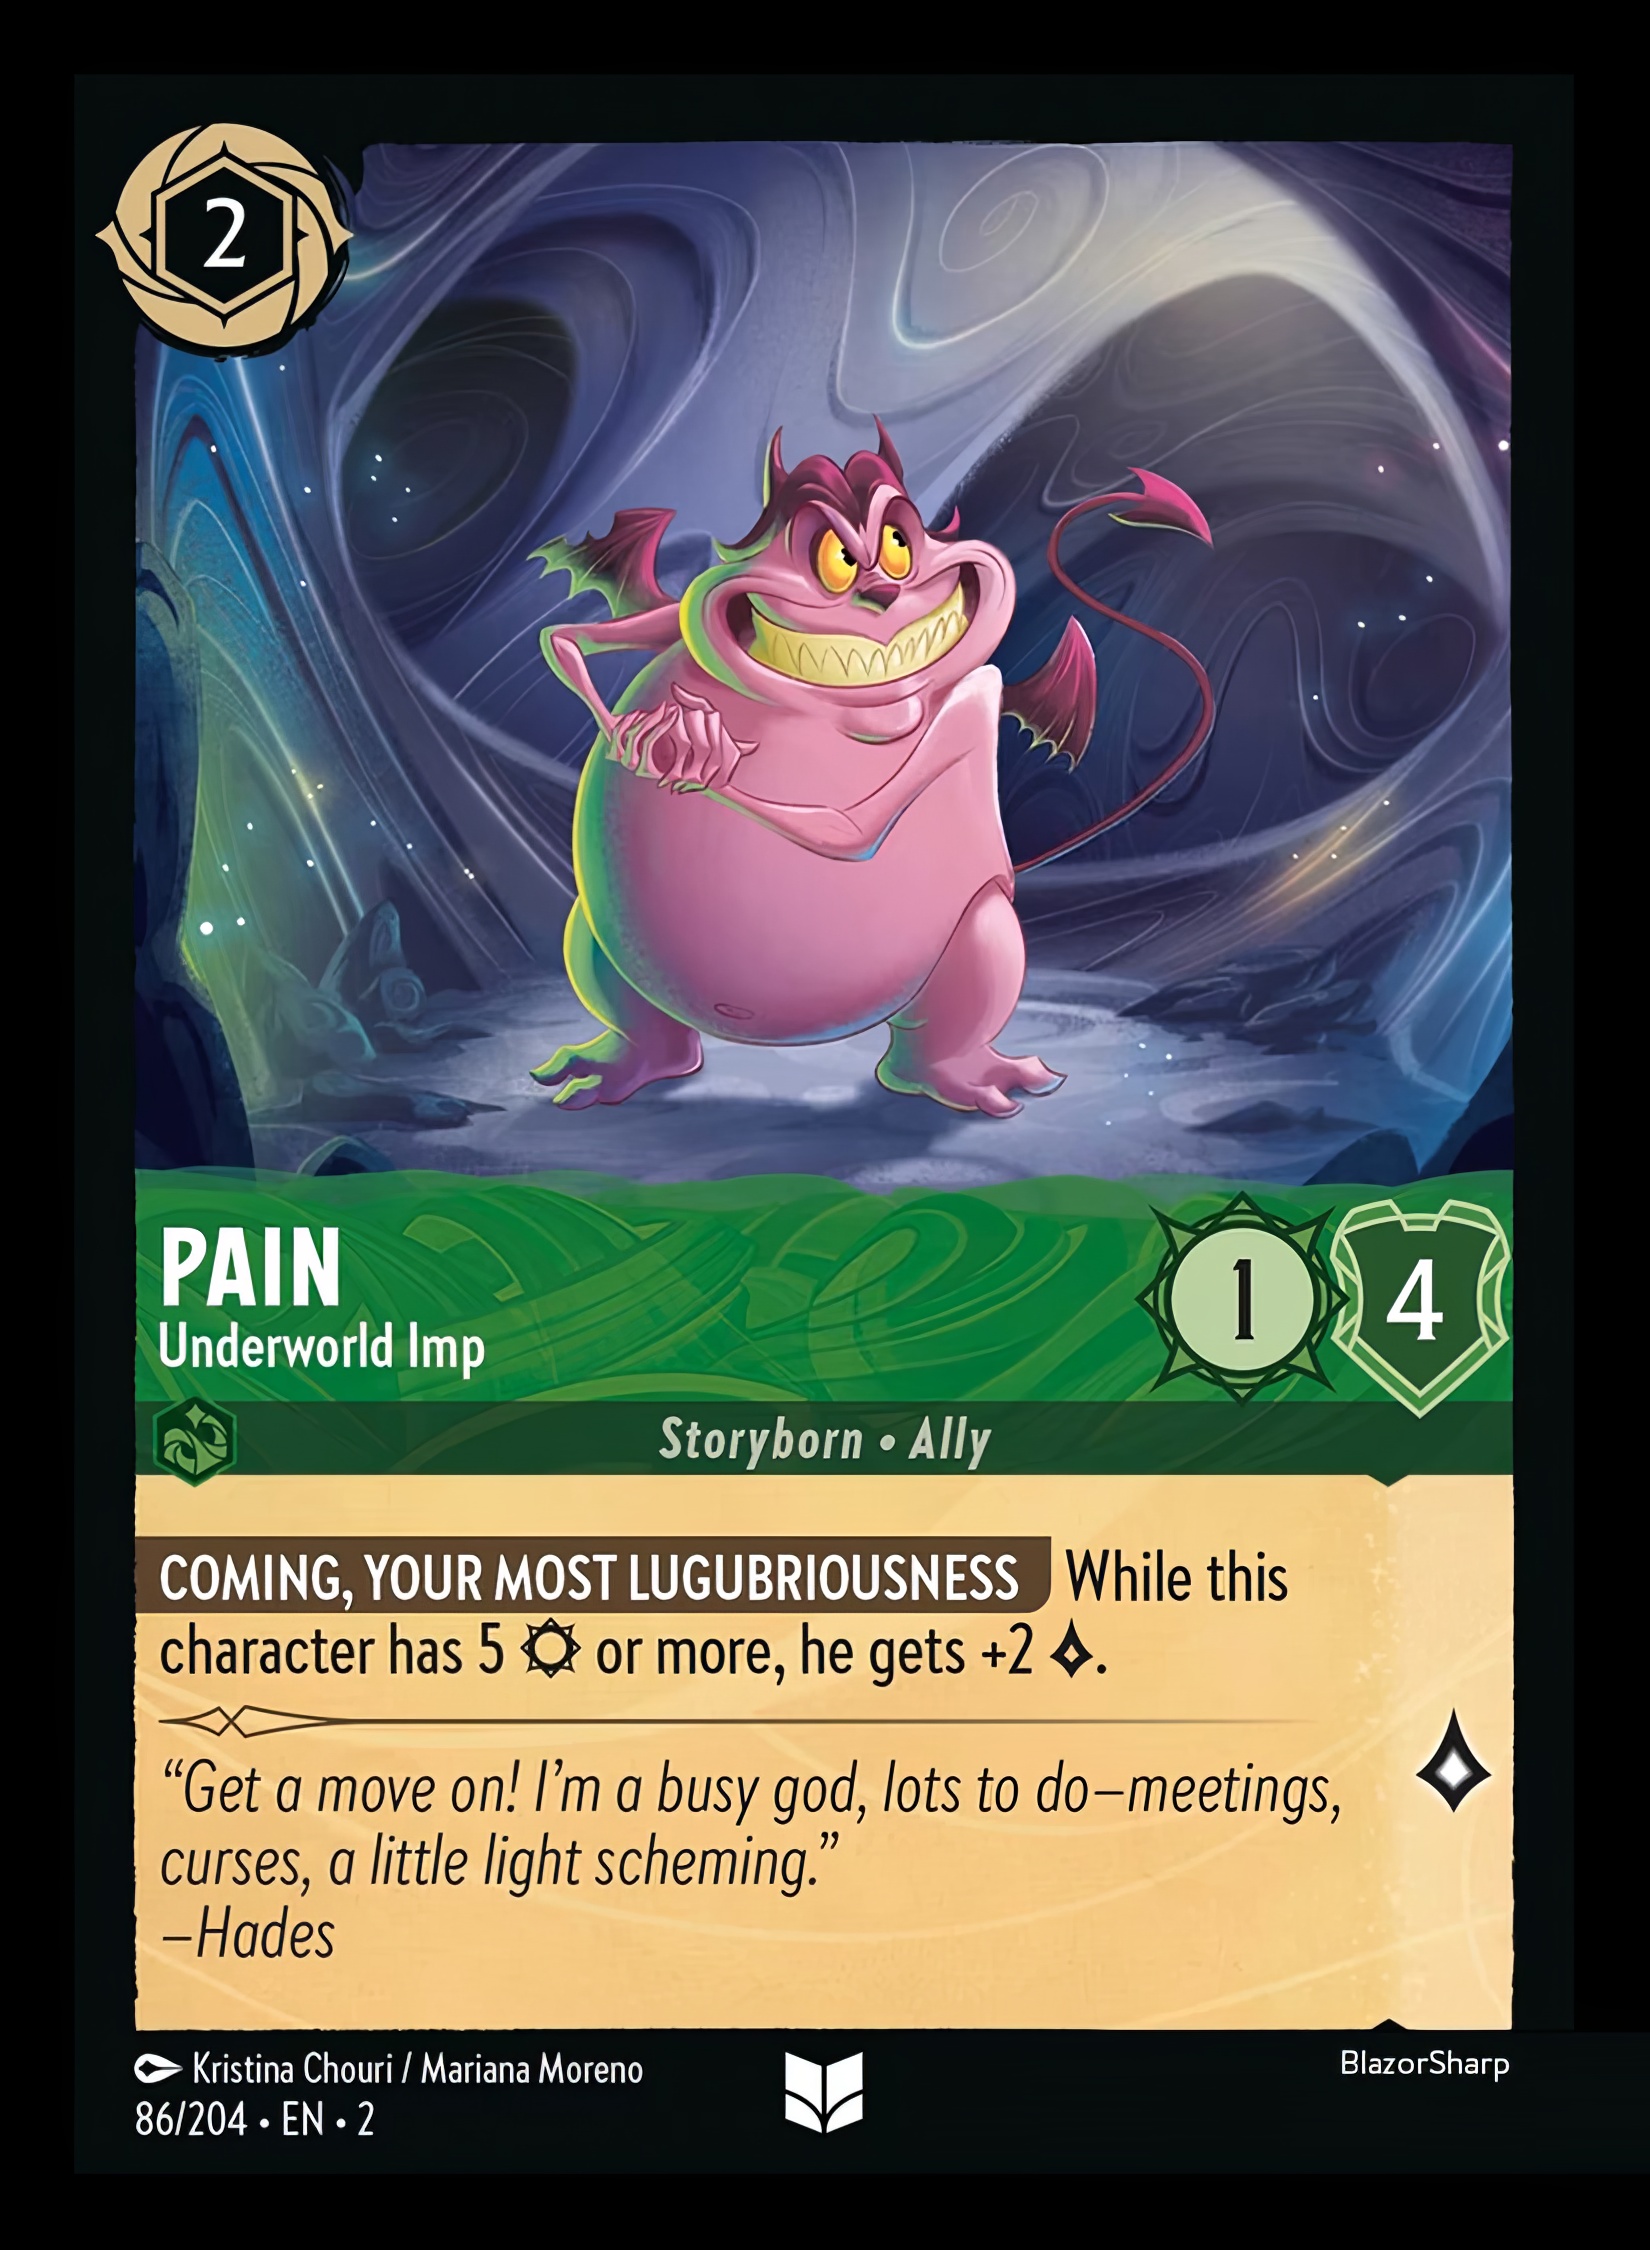 2
PAIN
Underworld Imp
1
4
Storyborn • Ally
COMING, YOUR MOST LUGUBRIOUSNESS While this
character has 5 or more, he gets +2 .
“Get a move on! I’m a busy god, lots to do–meetings,
curses, a little light scheming.”
–Hades
Kristina Chouri / Mariana Moreno
BlazorSharp
86/204 • EN • 2